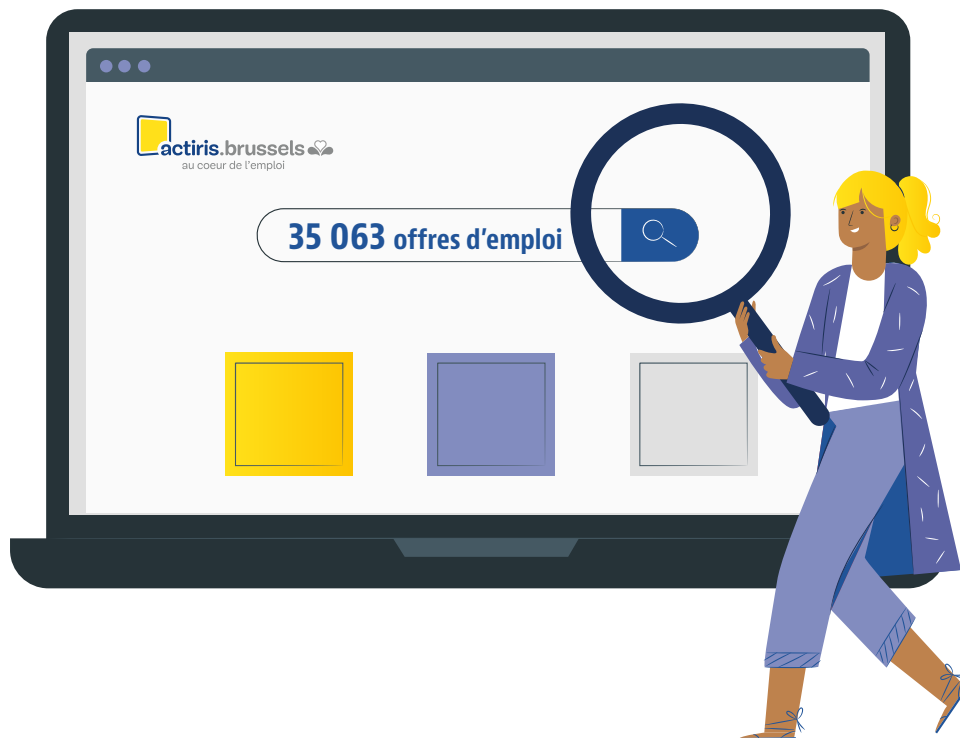 actiris.brussels
au coeur de l'emploi
35 063 offres d'emploi